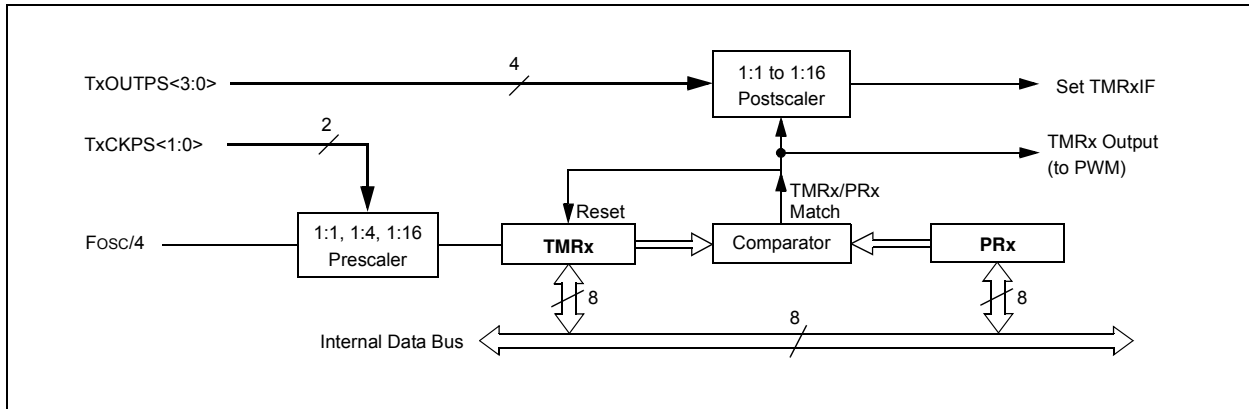 TxOUTPS<3:0>
4
1:1 to 1:16
Postscaler
Set TMRxIF
TxCKPS<1:0>
2
TMRx Output
(to PWM)
TMRx/PRx
Match
Reset
FOSC/4
1:1, 1:4, 1:16
Prescaler
TMRx
Comparator
PRx
8
8
8
Internal Data Bus